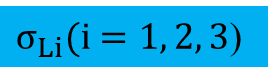 σLi(i = 1,2,3)